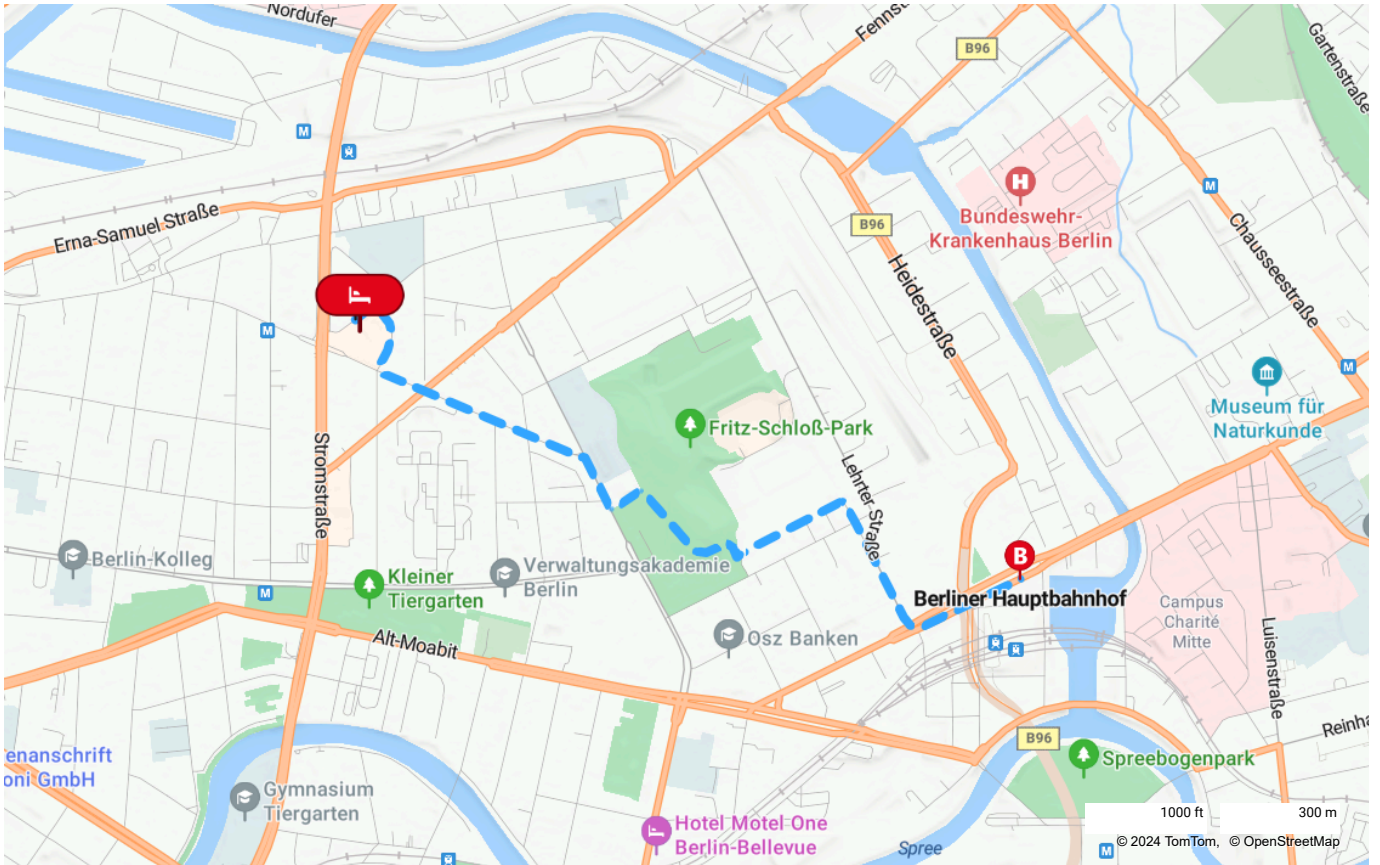 Nordufer
Fennst
B96
Gartenstraße
M
H
Bundeswehr-
Krankenhaus Berlin
M
Erna-Samuel-Straße
B96
Chausseestraße
Heidestraße
M
M
Museum für
Naturkunde
Fritz-Schloß-Park
Stromstraße
Lehrter Straße
Berlin-Kolleg
Verwaltungsakademie
Berlin
B
Kleiner
Tiergarten
M
Berliner Hauptbahnhof
Campus
Charité
Mitte
Luisenstraße
Alt-Moabit
Osz Banken
B96
Reinha
enanschrift
oni GmbH
Spreebogenpark
Gymnasium
Tiergarten
1000 ft
300 m
Hotel Motel One
Berlin-Bellevue
Spree
M
© 2024 TomTom, © OpenStreetMap